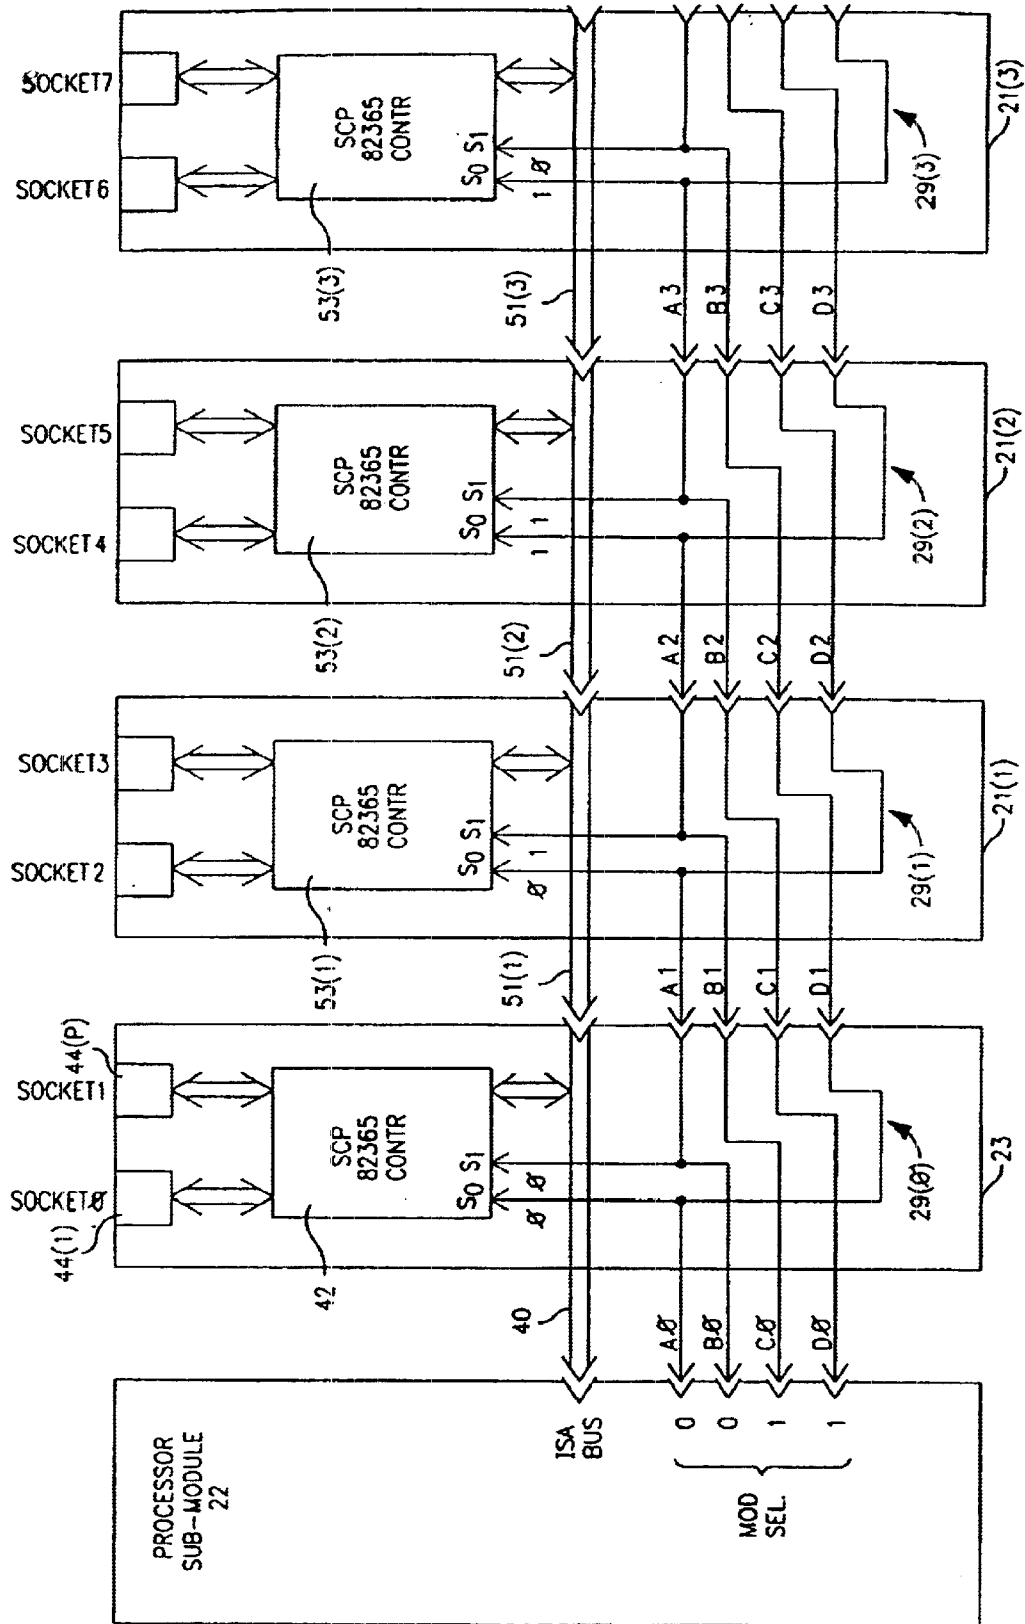 PROCESSOR
SUB-MODULE
22
ISA
BUS
MOD
SEL.
0
0
1
1
40
AØ
BØ
CØ
DØ
44(1)
44(P)
SOCKETØ
SOCKET1
SCP
82365
CONTR
S0 S1
Ø Ø
42
29(Ø)
23
51(1)
A1
B1
C1
D1
SOCKET2
SOCKET3
SCP
82365
CONTR
S0 S1
Ø 1
53(1)
29(1)
21(1)
51(2)
A2
B2
C2
D2
SOCKET4
SOCKET5
SCP
82365
CONTR
S0 S1
1 1
53(2)
29(2)
21(2)
51(3)
A3
B3
C3
D3
SOCKET6
SOCKET7
SCP
82365
CONTR
S0 S1
1 Ø
53(3)
29(3)
21(3)